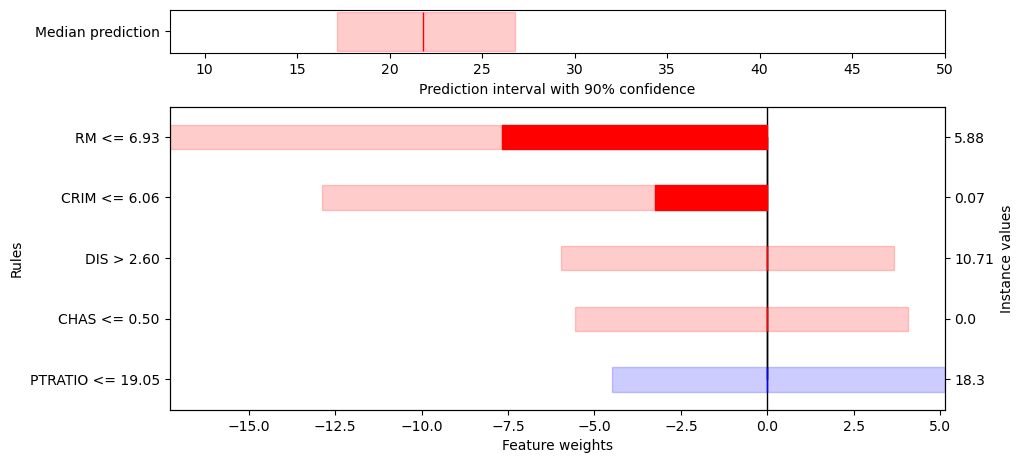 Median prediction
10 15 20 25 30 35 40 45 50
Prediction interval with 90% confidence
RM <= 6.93 5.88
CRIM <= 6.06 0.07
DIS > 2.60 10.71
CHAS <= 0.50 0.0
PTRATIO <= 19.05 18.3
Rules
Instance values
−15.0 −12.5 −10.0 −7.5 −5.0 −2.5 0.0 2.5 5.0
Feature weights